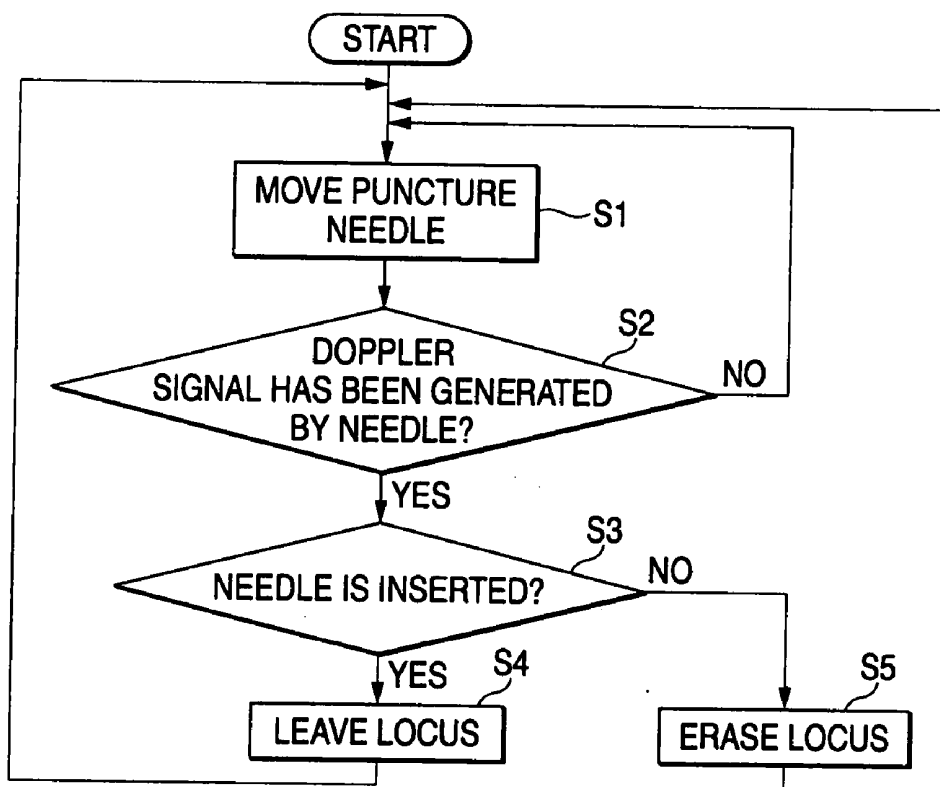 START
MOVE PUNCTURE
NEEDLE
S1
S2
DOPPLER
SIGNAL HAS BEEN GENERATED
BY NEEDLE?
NO
YES
S3
NEEDLE IS INSERTED?
NO
YES
S4
LEAVE LOCUS
S5
ERASE LOCUS